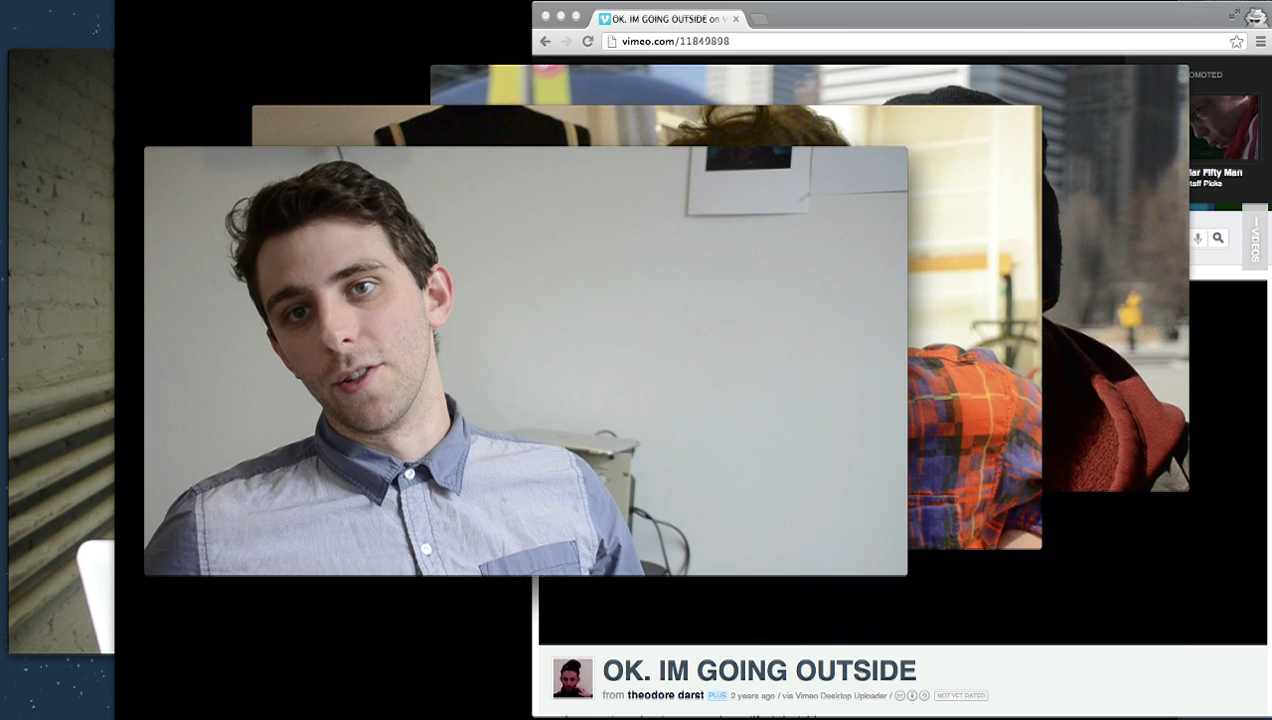 OK. IM GOING OUTSIDE on V
vimeo.com/11849898
OMOTED
lar Fifty Man
taff Picks
— VIDEOS
OK. IM GOING OUTSIDE
from theodore darst PLUS 2 years ago / via Vimeo Desktop Uploader / NOT YET RATED